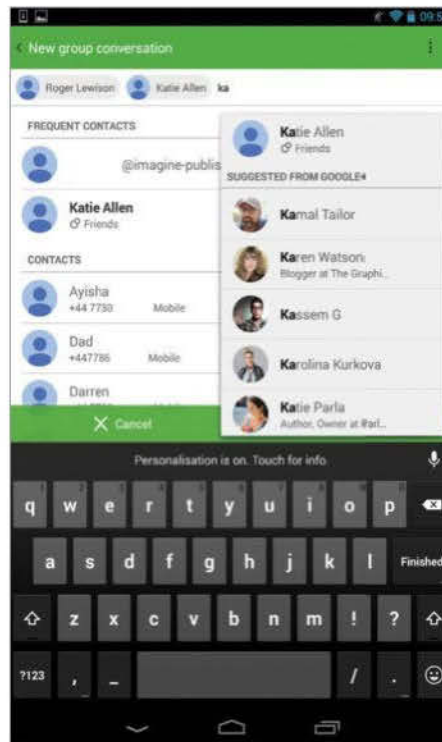 09:5
New group conversation
Roger Lewison Katie Allen ka
FREQUENT CONTACTS
@imagine-publis
Katie Allen
Friends
CONTACTS
Ayisha
+44 7730 Mobile
Dad
+447786 Mobile
Darren
Cancel
Katie Allen
Friends
SUGGESTED FROM GOOGLE+
Kamal Tailor
Karen Watson
Blogger at The Graphi...
Kassem G
Karolina Kurkova
Katie Parla
Author, Owner at Parl...
Personalisation is on. Touch for info.
q w e r t y u i o p
a s d f g h j k l Finished
z x c v b n m ! ?
?123 , _ / .